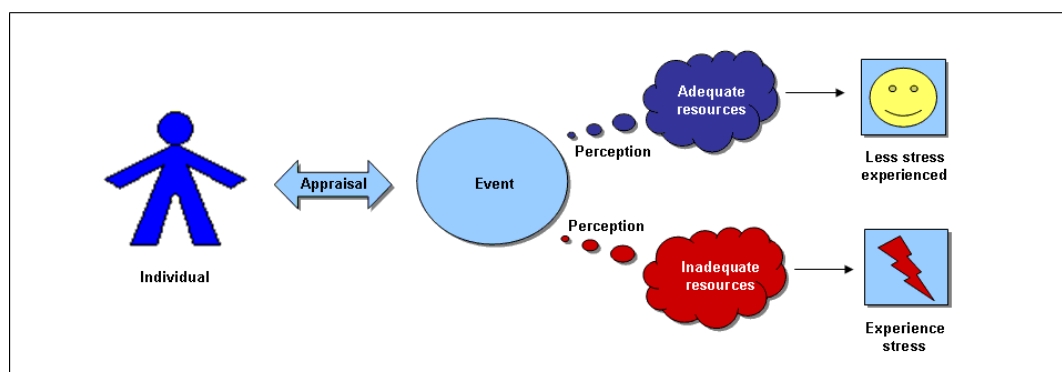 Individual
Appraisal
Event
Perception
Adequate
resources
Less stress
experienced
Perception
Inadequate
resources
Experience
stress